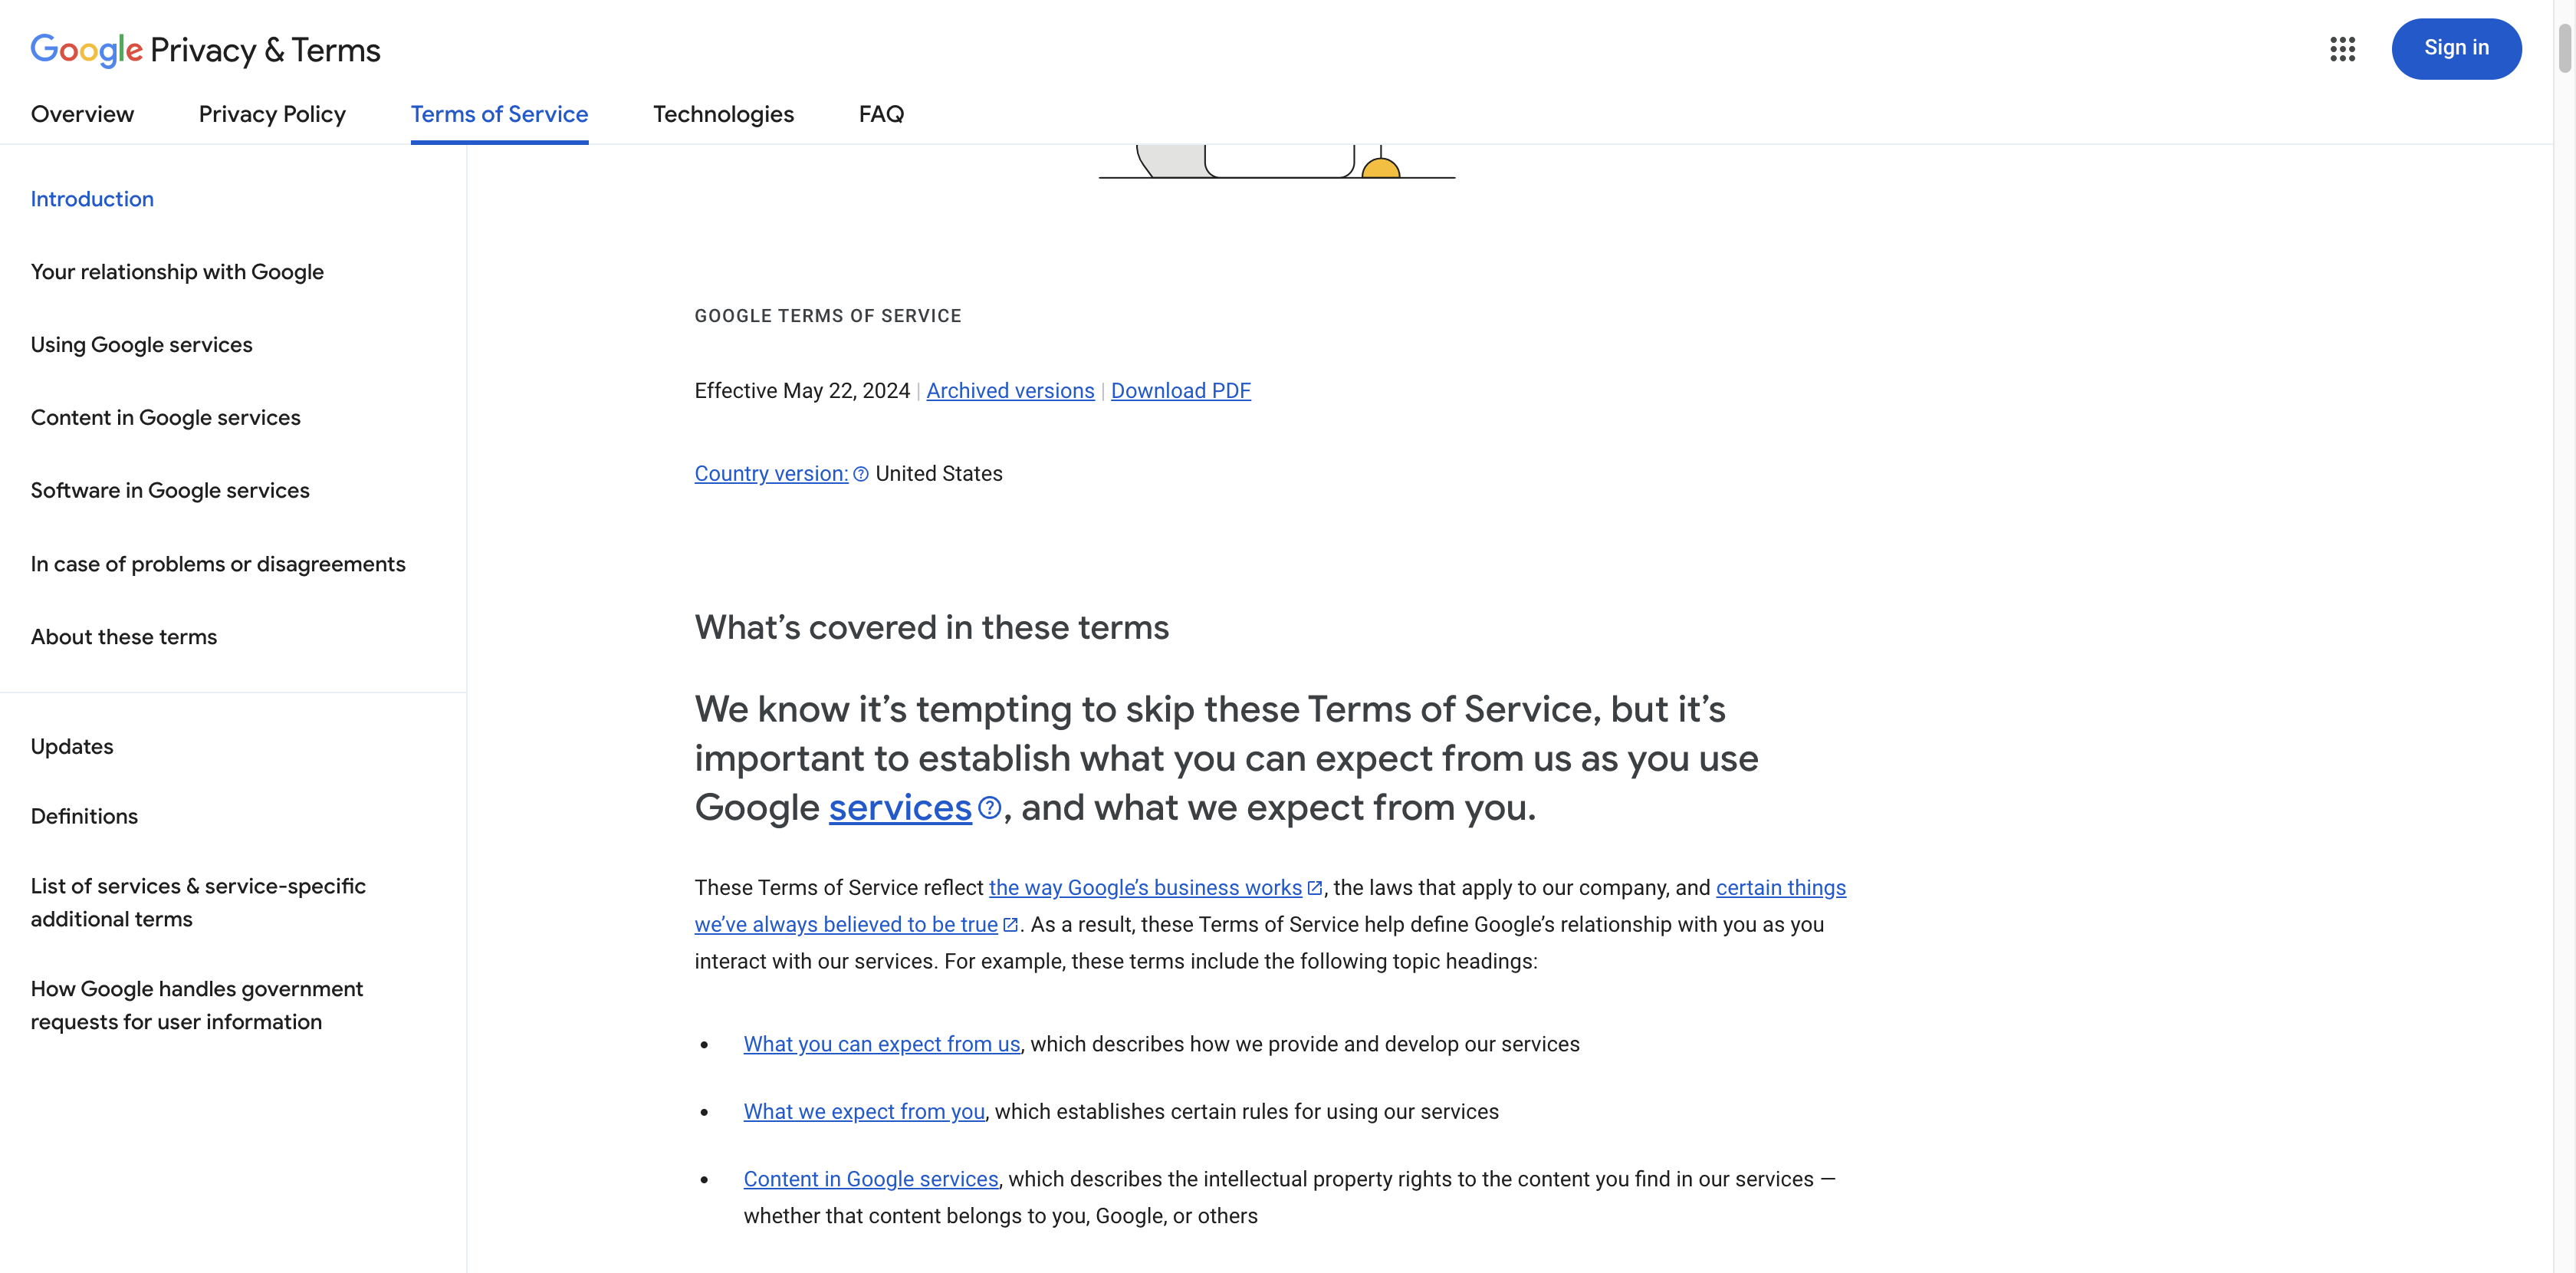 Google Privacy & Terms
Sign in
Overview
Privacy Policy
Terms of Service
Technologies
FAQ
Introduction
Your relationship with Google
Using Google services
Content in Google services
Software in Google services
In case of problems or disagreements
About these terms
Updates
Definitions
List of services & service-specific
additional terms
How Google handles government
requests for user information
GOOGLE TERMS OF SERVICE
Effective May 22, 2024 | Archived versions | Download PDF
Country version: United States
What’s covered in these terms
We know it’s tempting to skip these Terms of Service, but it’s
important to establish what you can expect from us as you use
Google services, and what we expect from you.
These Terms of Service reflect the way Google’s business works, the laws that apply to our company, and certain things
we’ve always believed to be true. As a result, these Terms of Service help define Google’s relationship with you as you
interact with our services. For example, these terms include the following topic headings:
• What you can expect from us, which describes how we provide and develop our services
• What we expect from you, which establishes certain rules for using our services
• Content in Google services, which describes the intellectual property rights to the content you find in our services —
whether that content belongs to you, Google, or others